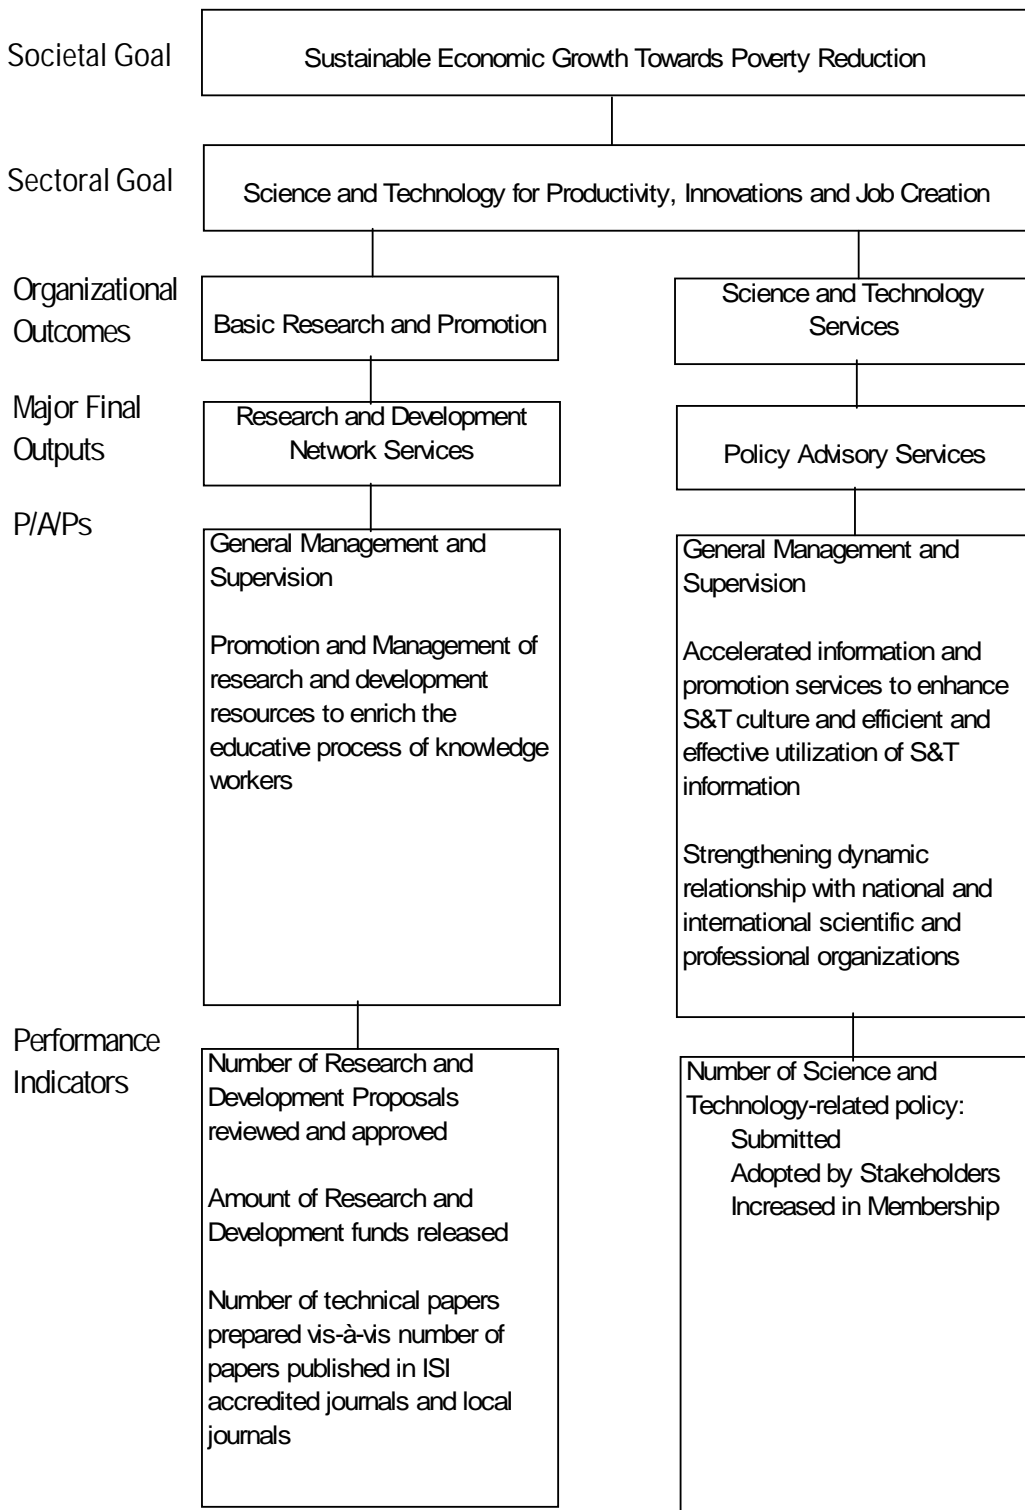 Societal Goal
Sustainable Economic Growth Towards Poverty Reduction
Sectoral Goal
Science and Technology for Productivity, Innovations and Job Creation
Organizational
Outcomes
Basic Research and Promotion
Science and Technology
Services
Major Final
Outputs
Research and Development
Network Services
Policy Advisory Services
P/A/Ps
General Management and
Supervision
Promotion and Management of
research and development
resources to enrich the
educative process of knowledge
workers
General Management and
Supervision
Accelerated information and
promotion services to enhance
S&T culture and efficient and
effective utilization of S&T
information
Strengthening dynamic
relationship with national and
international scientific and
professional organizations
Performance
Indicators
Number of Research and
Development Proposals
reviewed and approved
Amount of Research and
Development funds released
Number of technical papers
prepared vis-à-vis number of
papers published in ISI
accredited journals and local
journals
Number of Science and
Technology-related policy:
Submitted
Adopted by Stakeholders
Increased in Membership